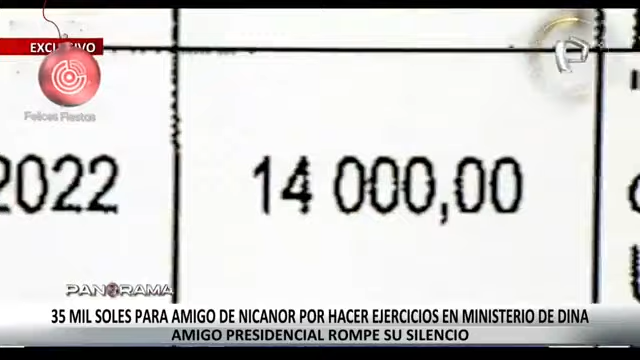 EXCLUSIVO
Felices Fiestas
2022
14 000,00
PANORAMA
35 MIL SOLES PARA AMIGO DE NICANOR POR HACER EJERCICIOS EN MINISTERIO DE DINA
AMIGO PRESIDENCIAL ROMPE SU SILENCIO